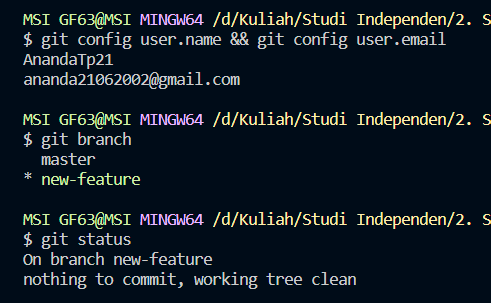 MSI GF63@MSI MINGW64 /d/Kuliah/Studi Independen/2. S
$ git config user.name && git config user.email
AnandaTp21
ananda21062002@gmail.com
MSI GF63@MSI MINGW64 /d/Kuliah/Studi Independen/2. S
$ git branch
  master
* new-feature
MSI GF63@MSI MINGW64 /d/Kuliah/Studi Independen/2. S
$ git status
On branch new-feature
nothing to commit, working tree clean